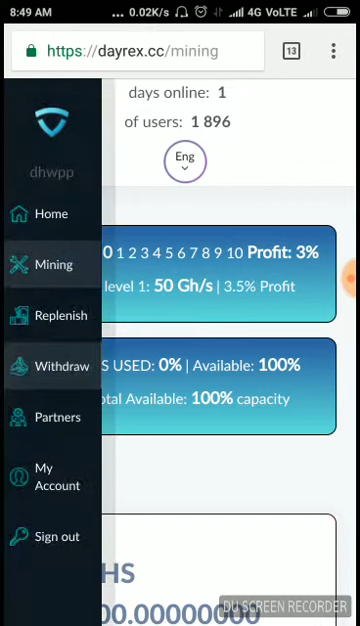 8:49 AM ... 0.02K/s 4G VoLTE
https://dayrex.cc/mining 13
days online: 1
of users: 1 896
Eng
dhwpp
Home
Mining
Replenish
Withdraw
Partners
My
Account
Sign out
0 1 2 3 4 5 6 7 8 9 10 Profit: 3%
level 1: 50 Gh/s | 3.5% Profit
S USED: 0% | Available: 100%
otal Available: 100% capacity
HS
00.00000000
DU SCREEN RECORDER